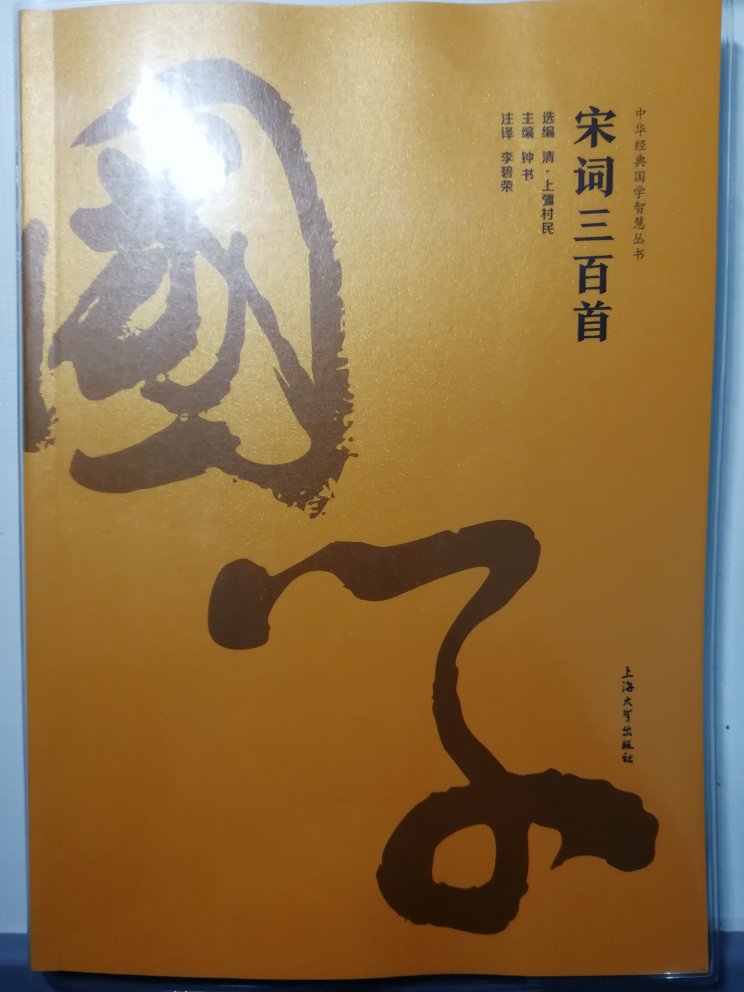 中华经典国学智慧丛书
宋词三百首
选编 清·上彊村民
主编 钟书
注译 李碧荣
國学
上海大学出版社